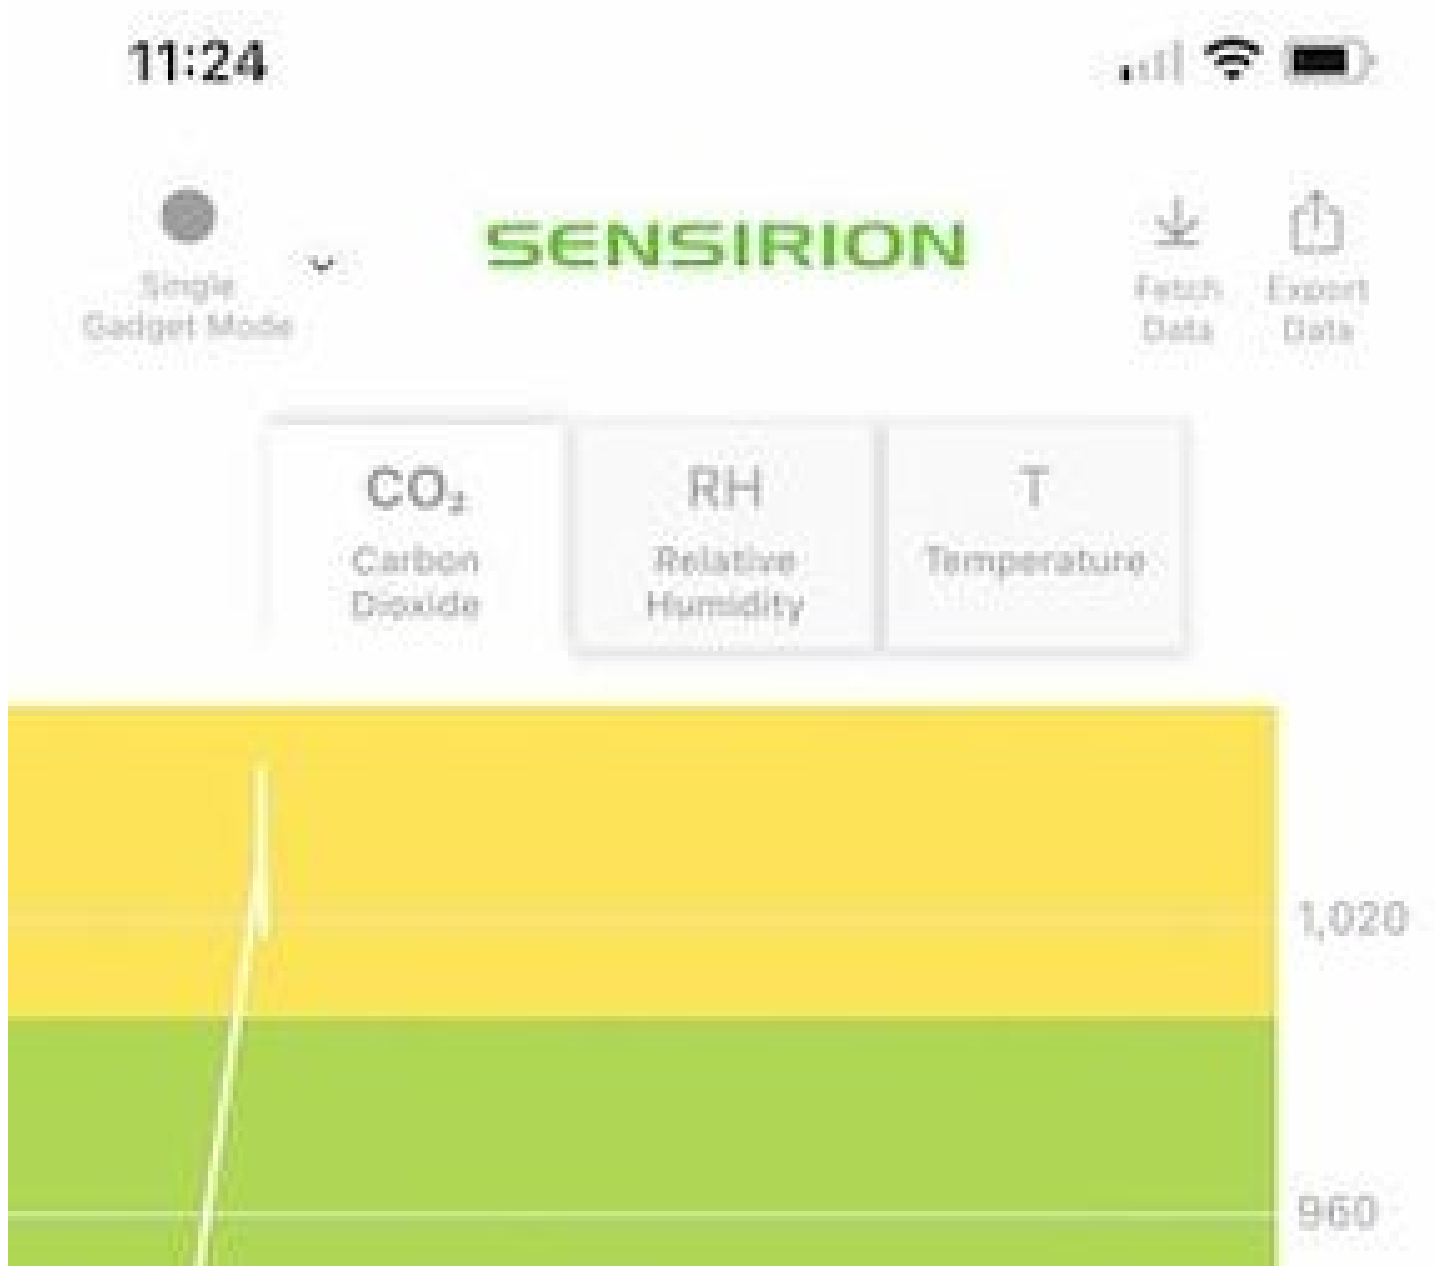 11:24
SENSIRION
Single
Gadget Mode
Fetch
Data
Export
Data
CO₂
Carbon
Dioxide
RH
Relative
Humidity
T
Temperature
1,020
960